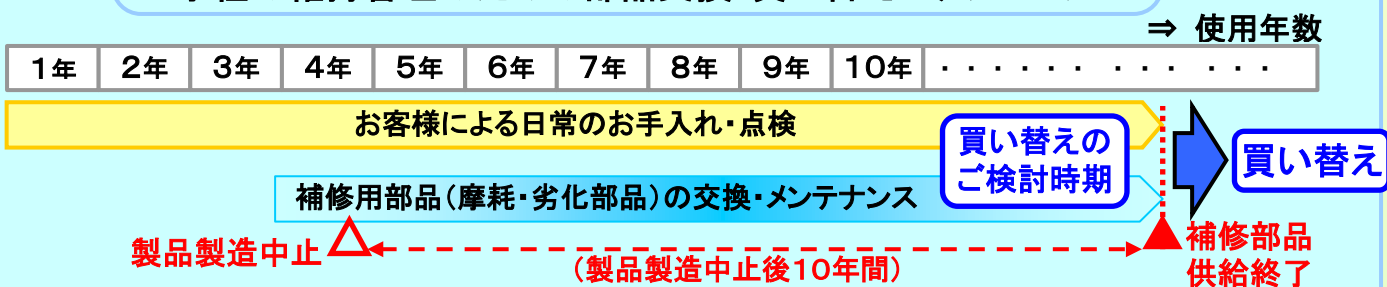 ⇒ 使用年数
1年 2年 3年 4年 5年 6年 7年 8年 9年 10年 ・・・・・・ ・・・ ・・・
お客様による日常のお手入れ・点検
買い替えの
ご検討時期
買い替え
補修用部品(摩耗・劣化部品)の交換・メンテナンス
製品製造中止
(製品製造中止後10年間)
補修部品
供給終了